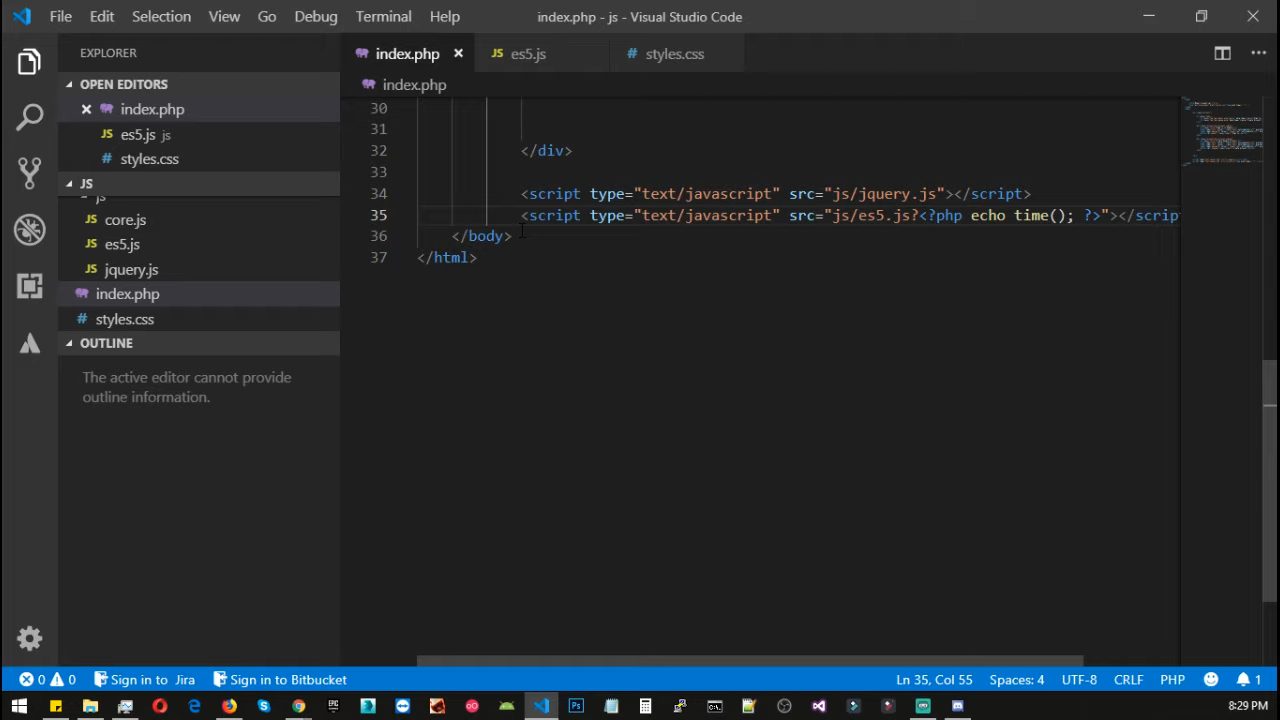 File Edit Selection View Go Debug Terminal Help index.php - js - Visual Studio Code
EXPLORER
OPEN EDITORS
index.php
es5.js js
styles.css
JS
js
core.js
es5.js
jquery.js
index.php
styles.css
OUTLINE
The active editor cannot provide
outline information.
index.php es5.js styles.css
index.php
30
31
32 </div>
33
34 <script type="text/javascript" src="js/jquery.js"></script>
35 <script type="text/javascript" src="js/es5.js?<?php echo time(); ?>"></scrip
36 </body>
37 </html>
0 0 Sign in to Jira Sign in to Bitbucket Ln 35, Col 55 Spaces: 4 UTF-8 CRLF PHP 1
8:29 PM